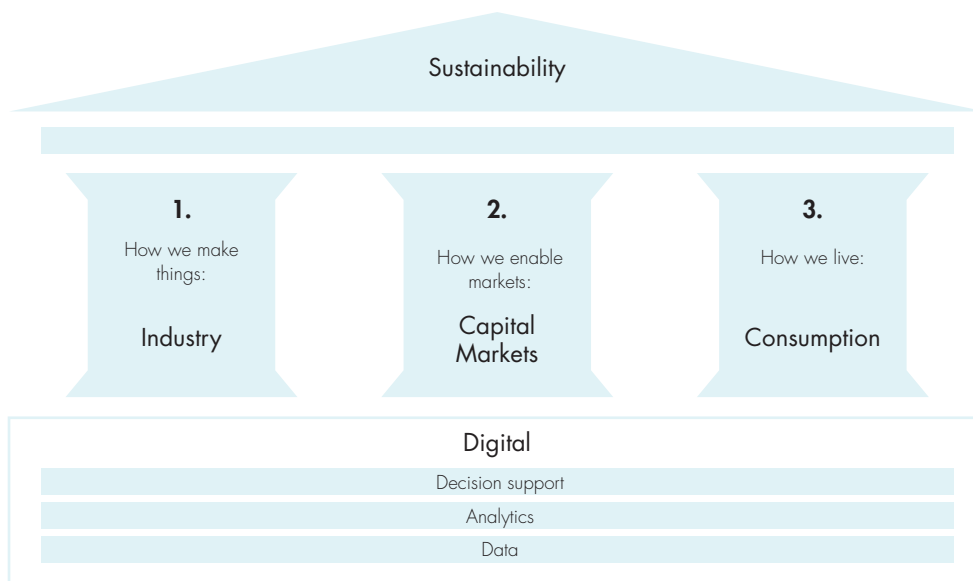 Sustainability
1.
How we make
things:
Industry
2.
How we enable
markets:
Capital
Markets
3.
How we live:
Consumption
Digital
Decision support
Analytics
Data